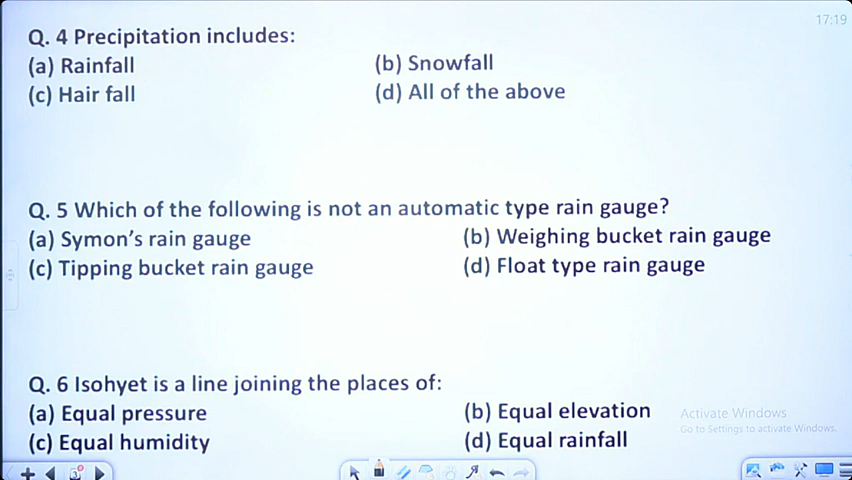 17:19
Q. 4 Precipitation includes:
(a) Rainfall (b) Snowfall
(c) Hair fall (d) All of the above
Q. 5 Which of the following is not an automatic type rain gauge?
(a) Symon's rain gauge (b) Weighing bucket rain gauge
(c) Tipping bucket rain gauge (d) Float type rain gauge
Q. 6 Isohyet is a line joining the places of:
(a) Equal pressure (b) Equal elevation
(c) Equal humidity (d) Equal rainfall
Activate Windows
Go to Settings to activate Windows.
3